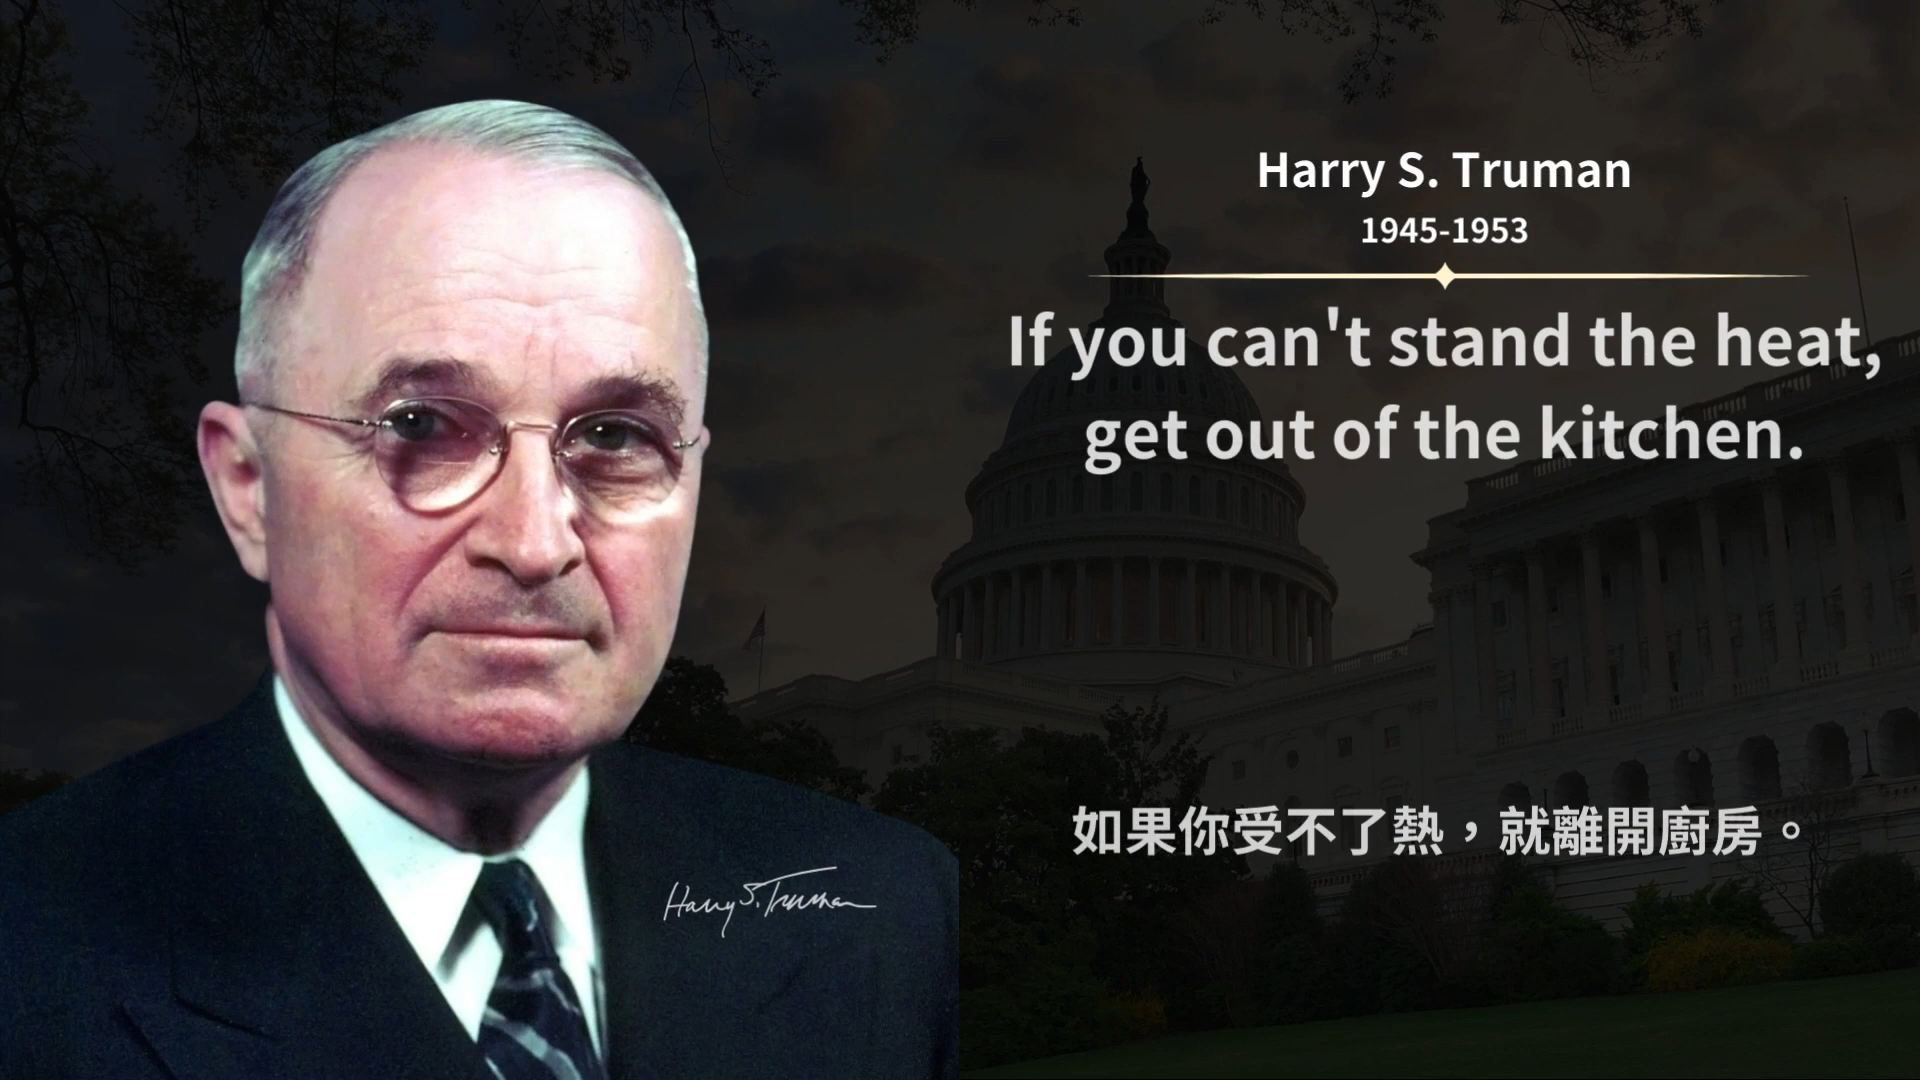 Harry S. Truman
1945-1953
If you can't stand the heat,
get out of the kitchen.
如果你受不了熱，就離開廚房。
Harry S. Truman